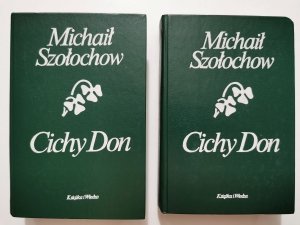 Michaił
Szołochow
Cichy Don
Książka i Wiedza
Michaił
Szołochow
Cichy Don
Książka i Wiedza